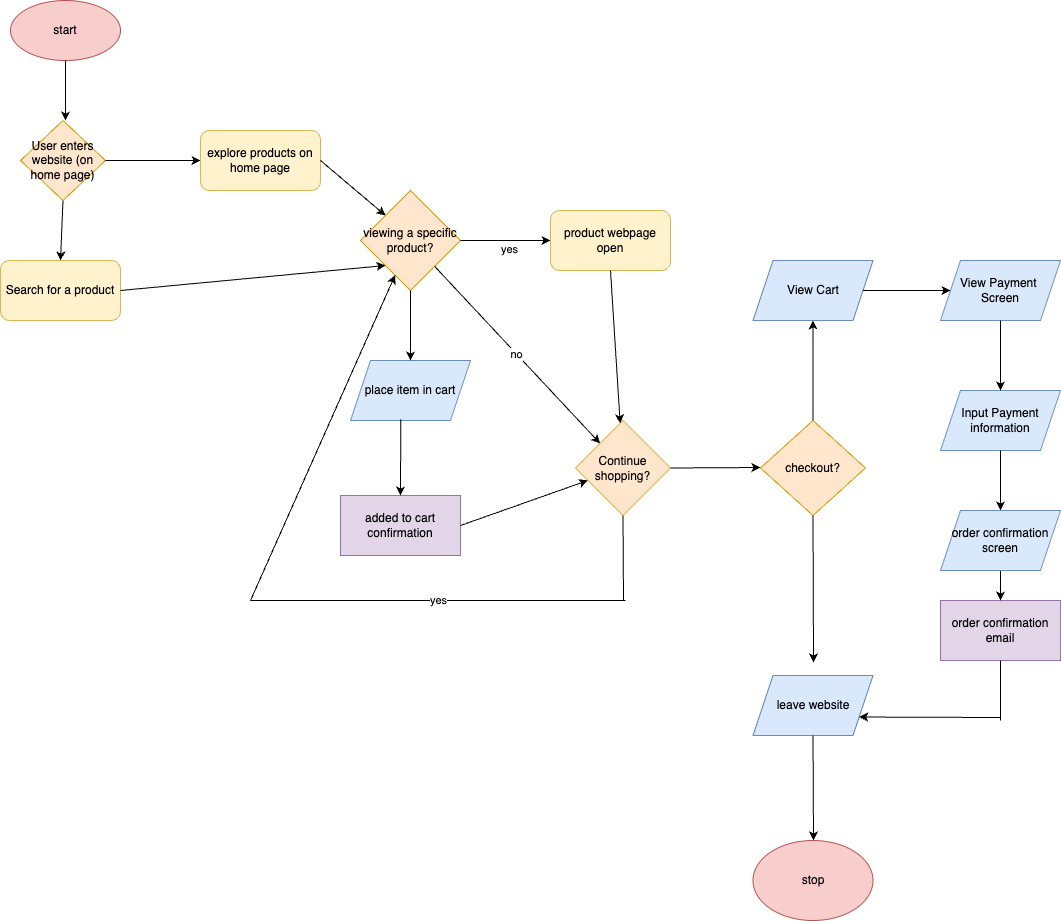 start
User enters
website (on
home page)
explore products on
home page
Search for a product
viewing a specific
product?
yes
product webpage
open
no
place item in cart
added to cart
confirmation
Continue
shopping?
yes
checkout?
View Cart
View Payment
Screen
Input Payment
information
order confirmation
screen
order confirmation
email
leave website
stop